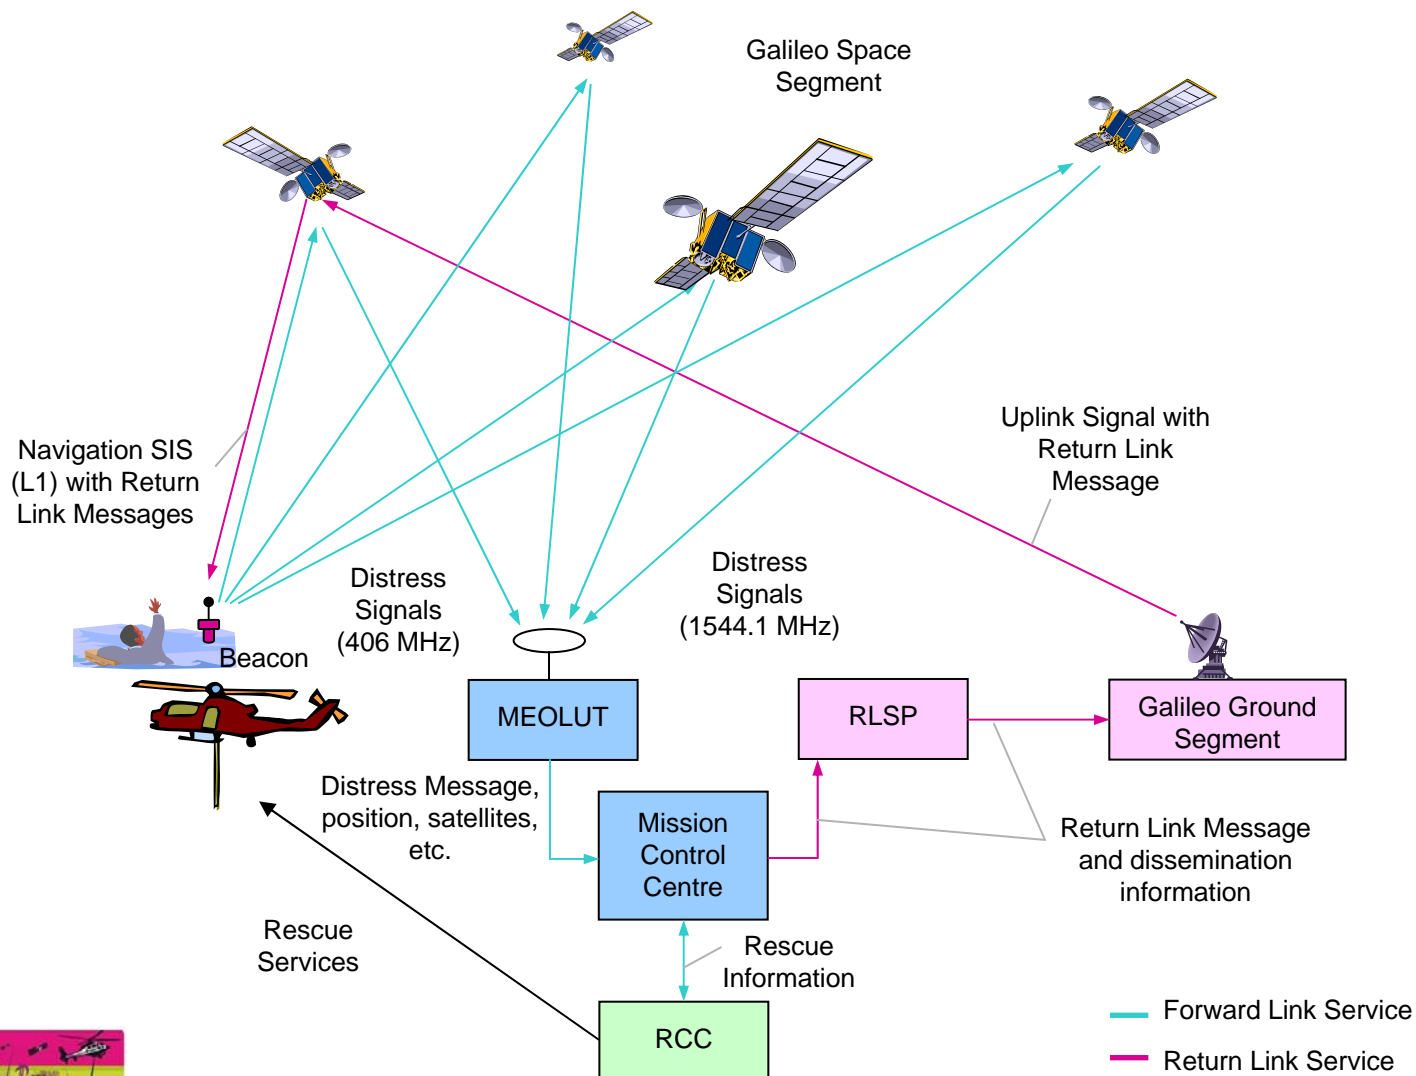 Galileo Space
Segment
Navigation SIS
(L1) with Return
Link Messages
Uplink Signal with
Return Link
Message
Distress
Signals
(406 MHz)
Distress
Signals
(1544.1 MHz)
Beacon
MEOLUT
RLSP
Galileo Ground
Segment
Distress Message,
position, satellites,
etc.
Mission
Control
Centre
Return Link Message
and dissemination
information
Rescue
Services
Rescue
Information
RCC
Forward Link Service
Return Link Service